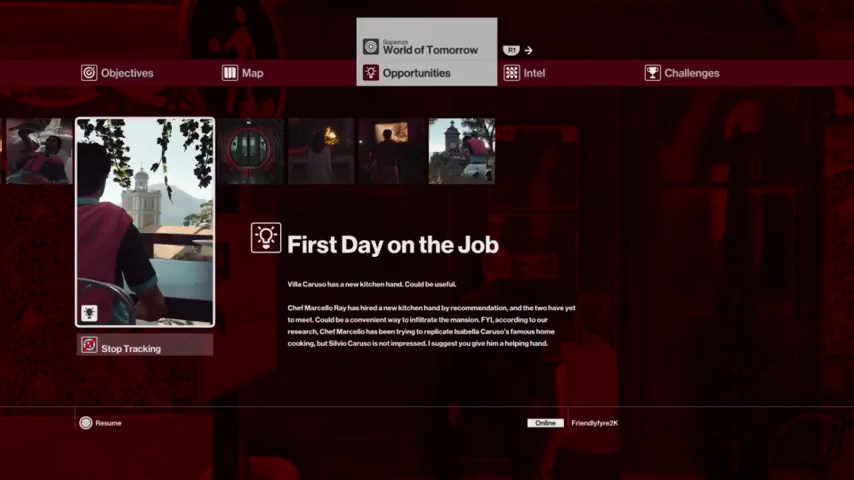 Sapienza
World of Tomorrow
R1
Objectives
Map
Opportunities
Intel
Challenges
First Day on the Job
Villa Caruso has a new kitchen hand. Could be useful.
Chef Marcello Ray has hired a new kitchen hand by recommendation, and the two have yet
to meet. Could be a convenient way to infiltrate the mansion. FYI, according to our
research, Chef Marcello has been trying to replicate Isabella Caruso's famous home
cooking, but Silvio Caruso is not impressed. I suggest you give him a helping hand.
Stop Tracking
Resume
Online
Friendlyfyre2K